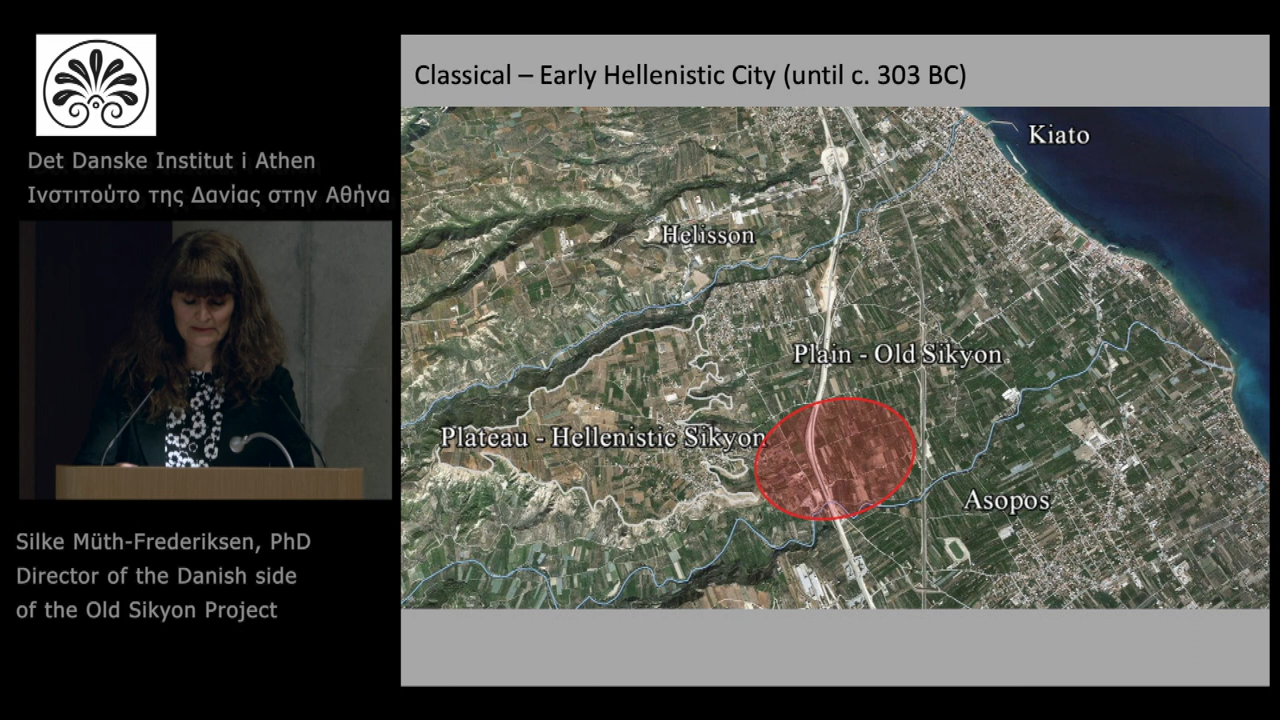 Det Danske Institut i Athen
Ινστιτούτο της Δανίας στην Αθήνα
Silke Müth-Frederiksen, PhD
Director of the Danish side
of the Old Sikyon Project
Classical – Early Hellenistic City (until c. 303 BC)
Kiato
Helisson
Plain - Old Sikyon
Plateau - Hellenistic Sikyon
Asopos